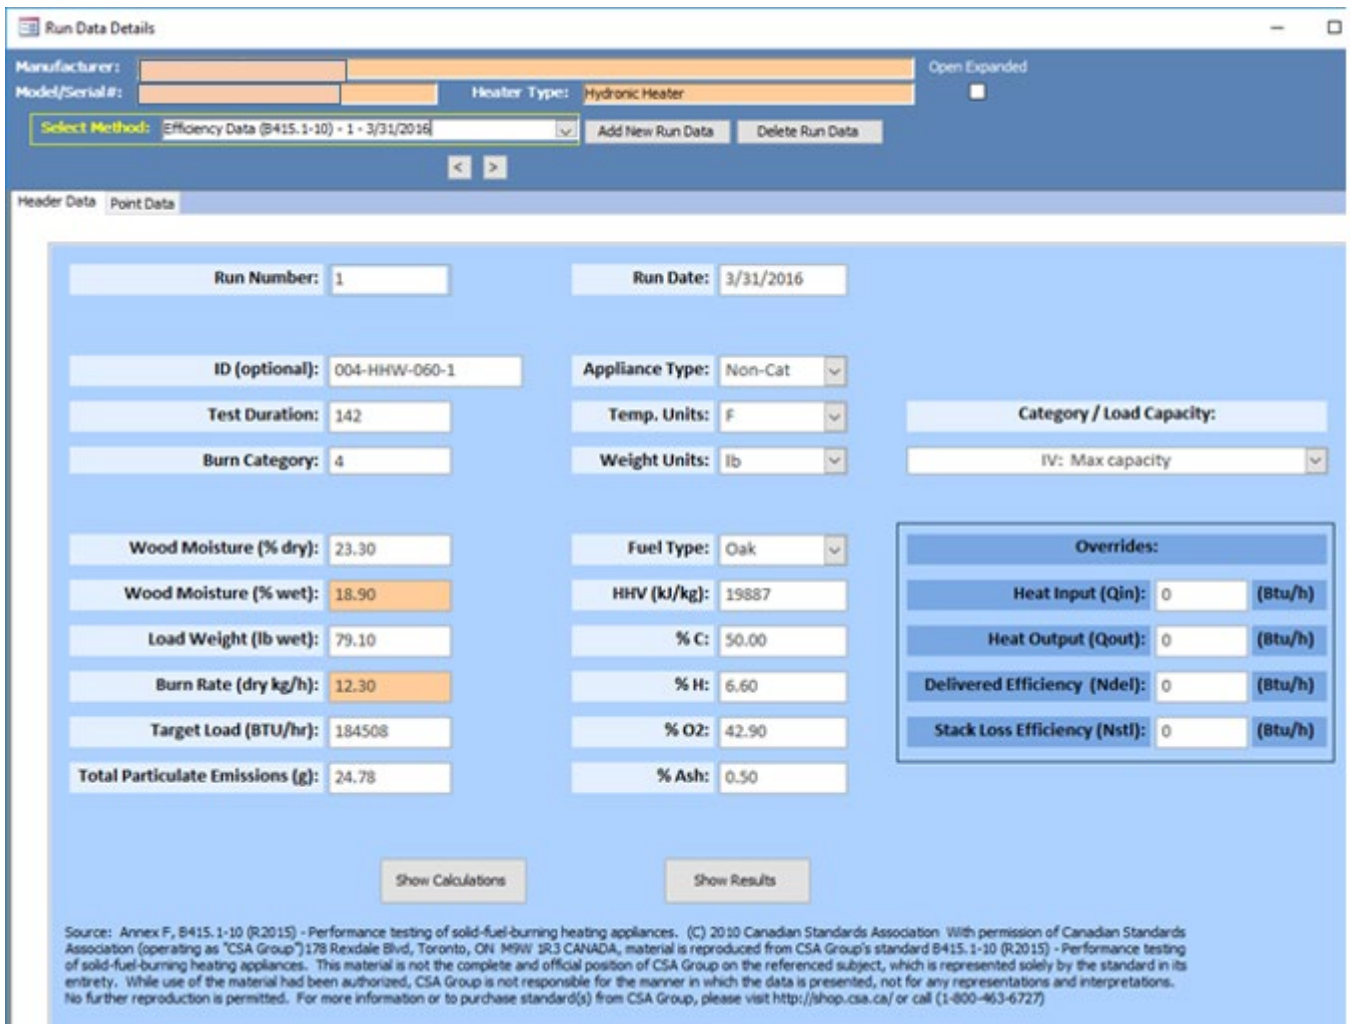 Run Data Details
Manufacturer:
Open Expanded
Model/Serial#:
Heater Type: Hydronic Heater
Select Method: Efficiency Data (B415.1-10) - 1 - 3/31/2016
Add New Run Data
Delete Run Data
< >
Header Data Point Data
Run Number: 1 Run Date: 3/31/2016
ID (optional): 004-HHW-060-1 Appliance Type: Non-Cat
Test Duration: 142 Temp. Units: F Category / Load Capacity:
Burn Category: 4 Weight Units: lb IV: Max capacity
Wood Moisture (% dry): 23.30 Fuel Type: Oak Overrides:
Wood Moisture (% wet): 18.90 HHV (kJ/kg): 19887 Heat Input (Qin): 0 (Btu/h)
Load Weight (lb wet): 79.10 % C: 50.00 Heat Output (Qout): 0 (Btu/h)
Burn Rate (dry kg/h): 12.30 % H: 6.60 Delivered Efficiency (Ndel): 0 (Btu/h)
Target Load (BTU/hr): 184508 % O2: 42.90 Stack Loss Efficiency (Nstl): 0 (Btu/h)
Total Particulate Emissions (g): 24.78 % Ash: 0.50
Show Calculations Show Results
Source: Annex F, B415.1-10 (R2015) - Performance testing of solid-fuel-burning heating appliances. (C) 2010 Canadian Standards Association With permission of Canadian Standards
Association (operating as "CSA Group")178 Rexdale Blvd, Toronto, ON M9W 1R3 CANADA, material is reproduced from CSA Group's standard B415.1-10 (R2015) - Performance testing
of solid-fuel-burning heating appliances. This material is not the complete and official position of CSA Group on the referenced subject, which is represented solely by the standard in its
entirety. While use of the material had been authorized, CSA Group is not responsible for the manner in which the data is presented, not for any representations and interpretations.
No further reproduction is permitted. For more information or to purchase standard(s) from CSA Group, please visit http://shop.csa.ca/ or call (1-800-463-6727)